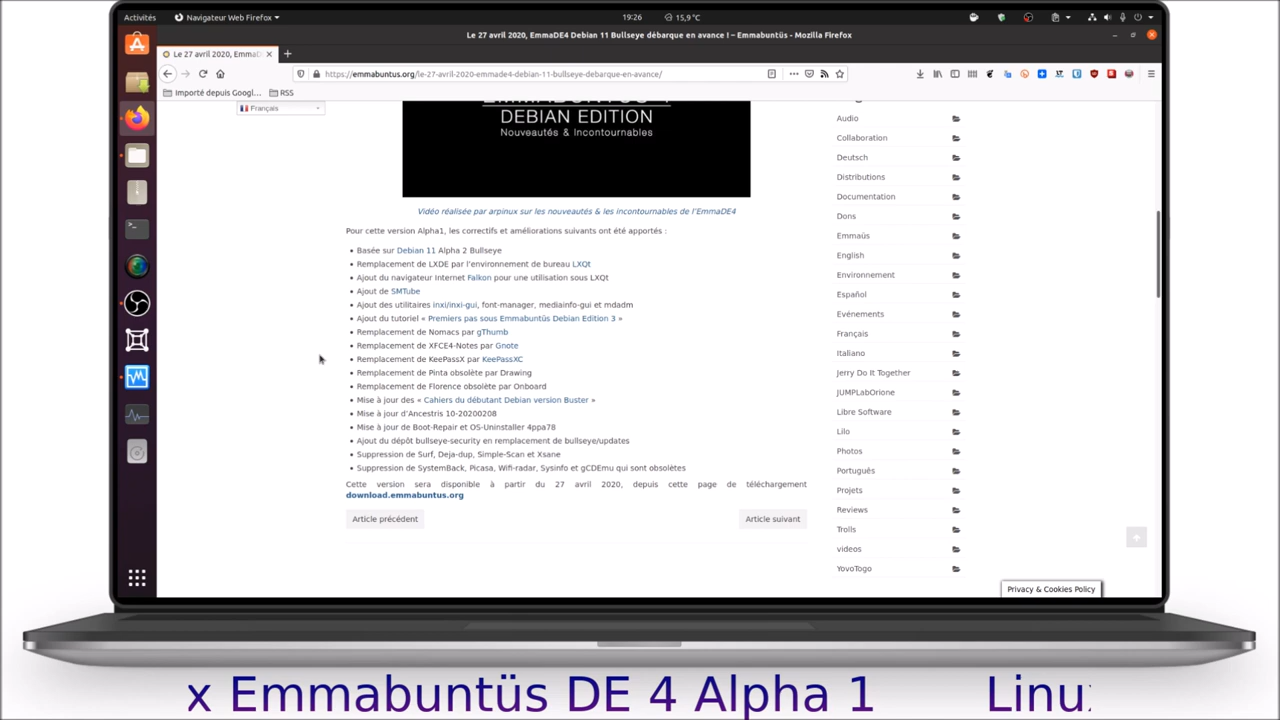 Activités
Navigateur Web Firefox
19:26
15,9 °C
Le 27 avril 2020, EmmaDE4 Debian 11 Bullseye débarque en avance ! – Emmabuntüs - Mozilla Firefox
Le 27 avril 2020, EmmaD
https://emmabuntus.org/le-27-avril-2020-emmade4-debian-11-bullseye-debarque-en-avance/
Importé depuis Googl…
RSS
Français
DEBIAN EDITION
Nouveautés & Incontournables
Vidéo réalisée par arpinux sur les nouveautés & les incontournables de l'EmmaDE4
Pour cette version Alpha1, les correctifs et améliorations suivants ont été apportés :
• Basée sur Debian 11 Alpha 2 Bullseye
• Remplacement de LXDE par l'environnement de bureau LXQt
• Ajout du navigateur Internet Falkon pour une utilisation sous LXQt
• Ajout de SMTube
• Ajout des utilitaires inxi/inxi-gui, font-manager, mediainfo-gui et mdadm
• Ajout du tutoriel « Premiers pas sous Emmabuntüs Debian Edition 3 »
• Remplacement de Nomacs par gThumb
• Remplacement de XFCE4-Notes par Gnote
• Remplacement de KeePassX par KeePassXC
• Remplacement de Pinta obsolète par Drawing
• Remplacement de Florence obsolète par Onboard
• Mise à jour des « Cahiers du débutant Debian version Buster »
• Mise à jour d'Ancestris 10-20200208
• Mise à jour de Boot-Repair et OS-Uninstaller 4ppa78
• Ajout du dépôt bullseye-security en remplacement de bullseye/updates
• Suppression de Surf, Deja-dup, Simple-Scan et Xsane
• Suppression de SystemBack, Picasa, Wifi-radar, Sysinfo et gCDEmu qui sont obsolètes
Cette version sera disponible à partir du 27 avril 2020, depuis cette page de téléchargement
download.emmabuntus.org
Article précédent
Article suivant
Audio
Collaboration
Deutsch
Distributions
Documentation
Dons
Emmaüs
English
Environnement
Español
Evénements
Français
Italiano
Jerry Do It Together
JUMPLabOrione
Libre Software
Lilo
Photos
Português
Projets
Reviews
Trolls
videos
YovoTogo
Privacy & Cookies Policy
x Emmabuntüs DE 4 Alpha 1 Linu